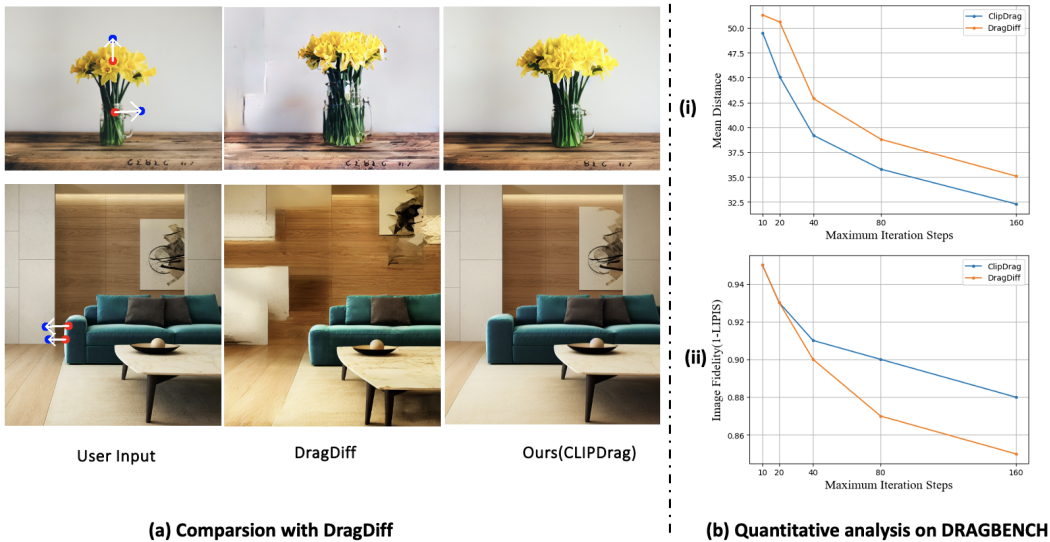 User Input
DragDiff
Ours(CLIPDrag)
(a) Comparsion with DragDiff
(i)
Mean Distance
50.0
47.5
45.0
42.5
40.0
37.5
35.0
32.5
ClipDrag
DragDiff
10 20 40 80 160
Maximum Iteration Steps
(ii)
Image Fidelity(1-LIPIS)
0.94
0.92
0.90
0.88
0.86
ClipDrag
DragDiff
10 20 40 80 160
Maximum Iteration Steps
(b) Quantitative analysis on DRAGBENCH